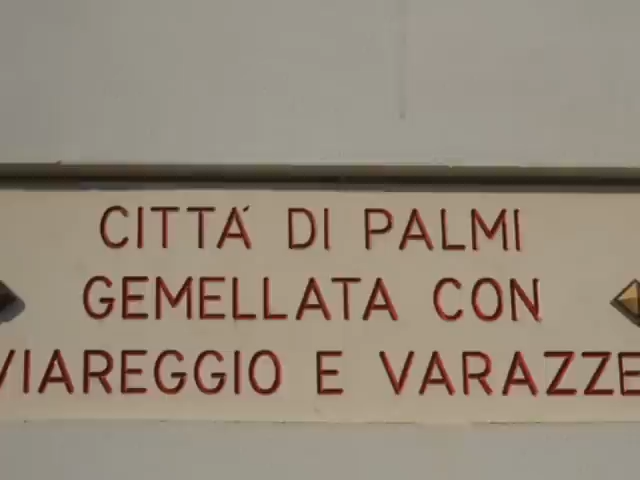 CITTÁ DI PALMI
GEMELLATA CON
VIAREGGIO E VARAZZE